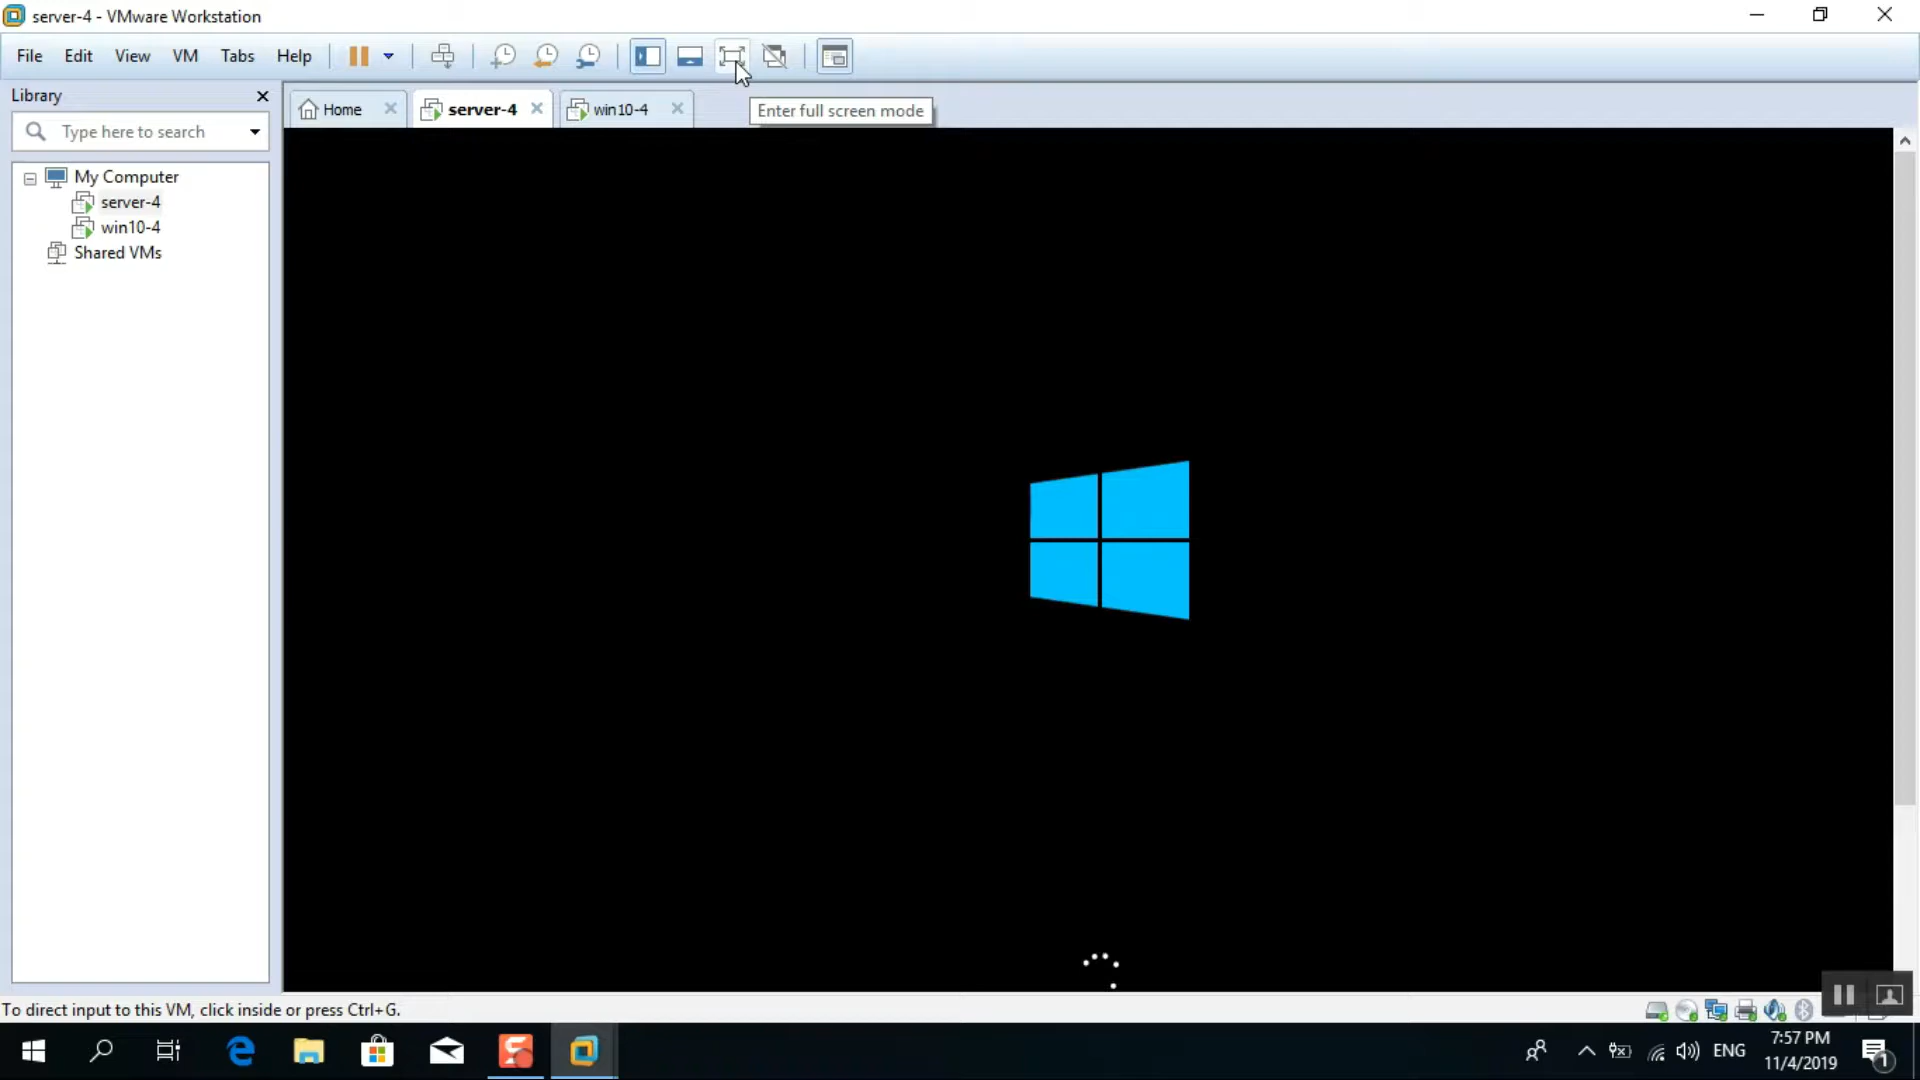 server-4 - VMware Workstation
File Edit View VM Tabs Help
Library
Home server-4 win10-4
Enter full screen mode
Type here to search
My Computer
server-4
win10-4
Shared VMs
To direct input to this VM, click inside or press Ctrl+G.
ENG
7:57 PM
11/4/2019
1